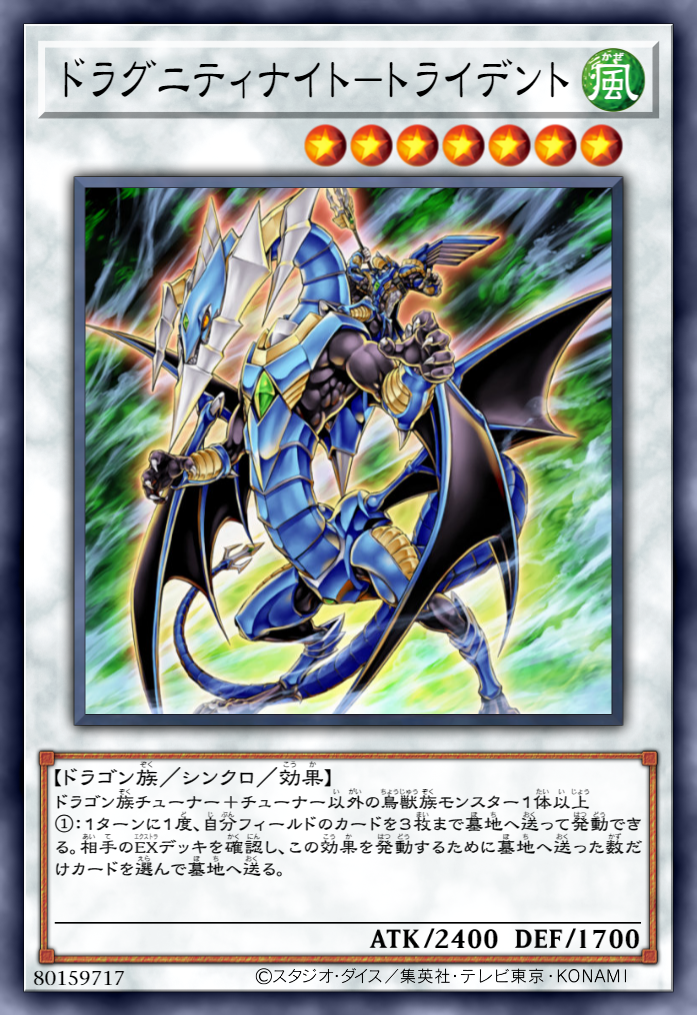 ドラグニティナイト－トライデント
風
かぜ
【ドラゴン族／シンクロ／効果】
ドラゴン族チューナー＋チューナー以外の鳥獣族モンスター1体以上
①：1ターンに1度、自分フィールドのカードを3枚まで墓地へ送って発動でき
る。相手のEXデッキを確認し、この効果を発動するために墓地へ送った数だ
けカードを選んで墓地へ送る。
ATK/2400 DEF/1700
80159717
©スタジオ・ダイス／集英社・テレビ東京・KONAMI